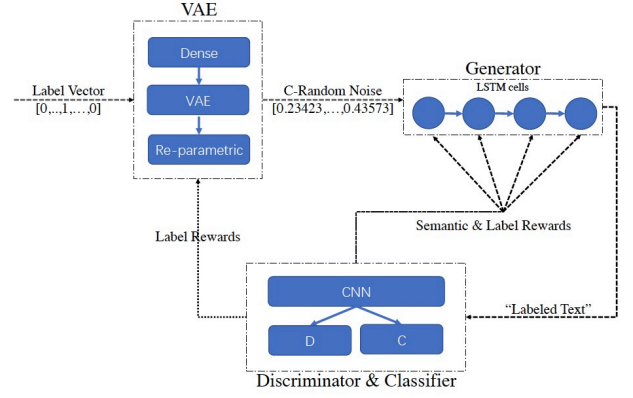 VAE
Dense
VAE
Re-parametric
Label Vector
[0,..,1,...,0]
C-Random Noise
[0.23423,...,0.43573]
Generator
LSTM cells
Label Rewards
Semantic & Label Rewards
"Labeled Text"
CNN
D
C
Discriminator & Classifier